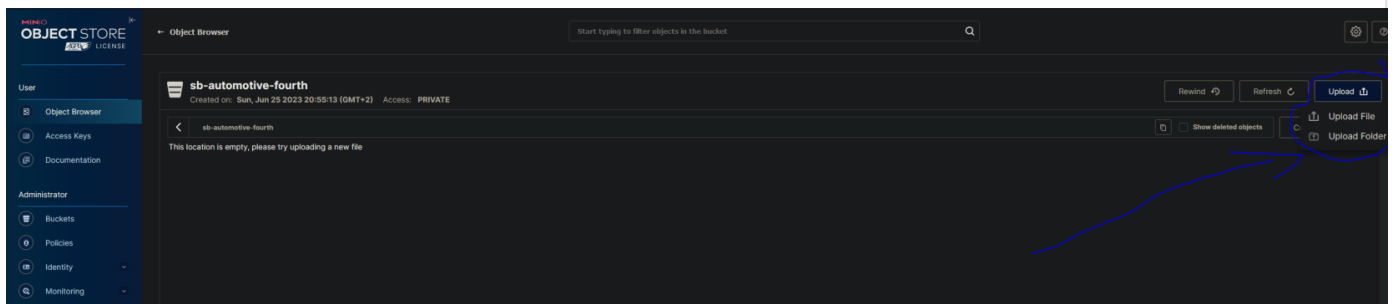 MINIO
OBJECT STORE
LICENSE
← Object Browser
Start typing to filter objects in the bucket
User
Object Browser
Access Keys
Documentation
Administrator
Buckets
Policies
Identity
Monitoring
sb-automotive-fourth
Created on: Sun, Jun 25 2023 20:55:13 (GMT+2) Access: PRIVATE
Rewind
Refresh
Upload
sb-automotive-fourth
Show deleted objects
Upload File
Upload Folder
This location is empty, please try uploading a new file